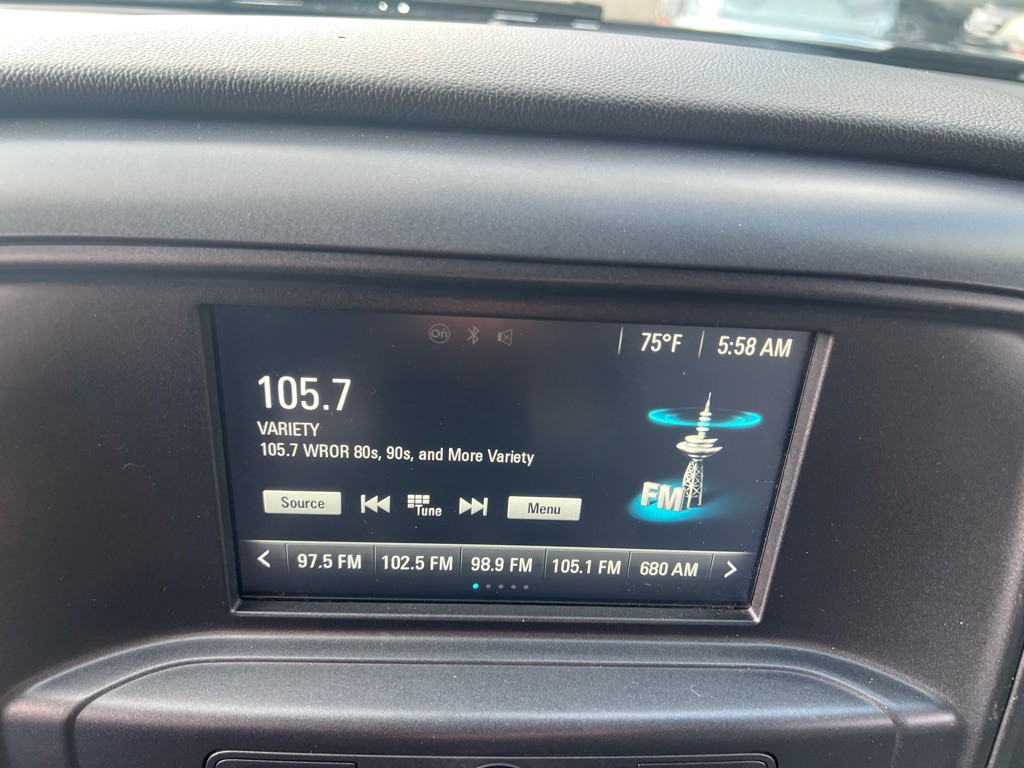 On
75°F
5:58 AM
105.7
VARIETY
105.7 WROR 80s, 90s, and More Variety
FM
Source
Tune
Menu
97.5 FM
102.5 FM
98.9 FM
105.1 FM
680 AM